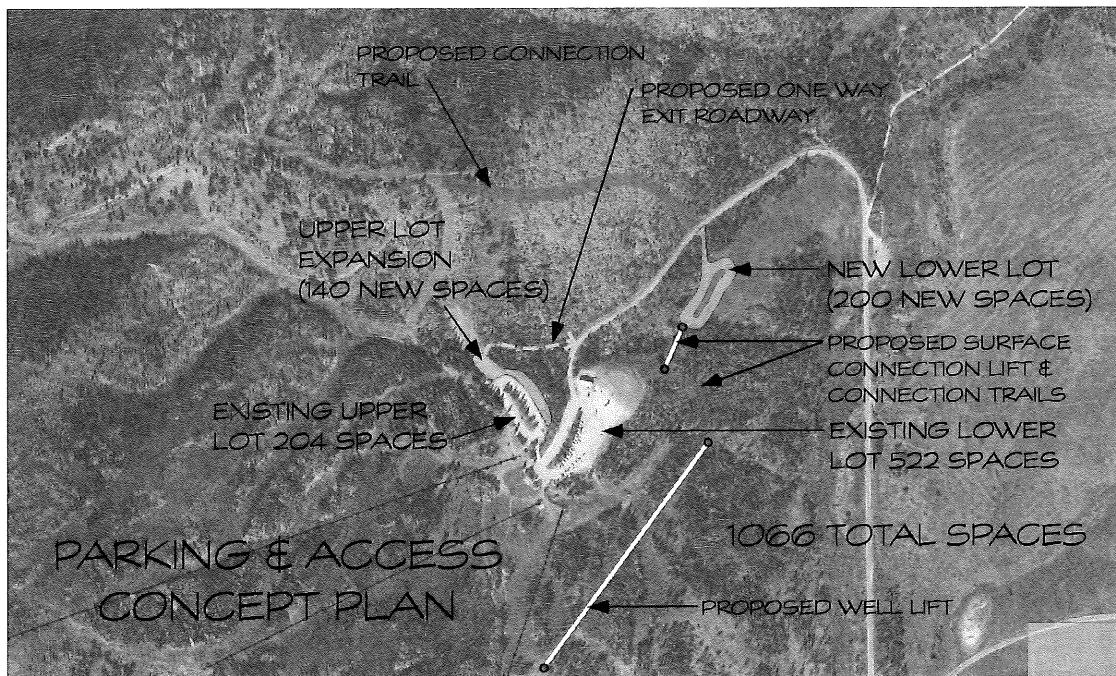 PROPOSED CONNECTION
TRAIL
PROPOSED ONE WAY
EXIT ROADWAY
UPPER LOT
EXPANSION
(140 NEW SPACES)
NEW LOWER LOT
(200 NEW SPACES)
PROPOSED SURFACE
CONNECTION LIFT &
CONNECTION TRAILS
EXISTING UPPER
LOT 204 SPACES
EXISTING LOWER
LOT 522 SPACES
PARKING & ACCESS
CONCEPT PLAN
1066 TOTAL SPACES
PROPOSED WELL LIFT